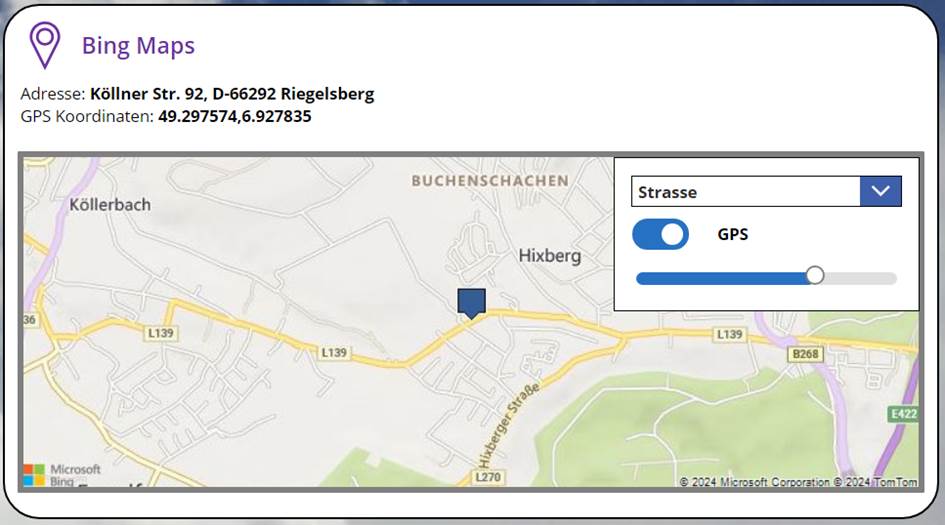 Bing Maps
Adresse: Köllner Str. 92, D-66292 Riegelsberg
GPS Koordinaten: 49.297574,6.927835
BUCHENSCHACHEN
Strasse
Köllerbach
GPS
Hixberg
36
L139
L139
L139
B268
Hixberger Straße
E422
Microsoft
Bing
L270
© 2024 Microsoft Corporation © 2024 TomTom